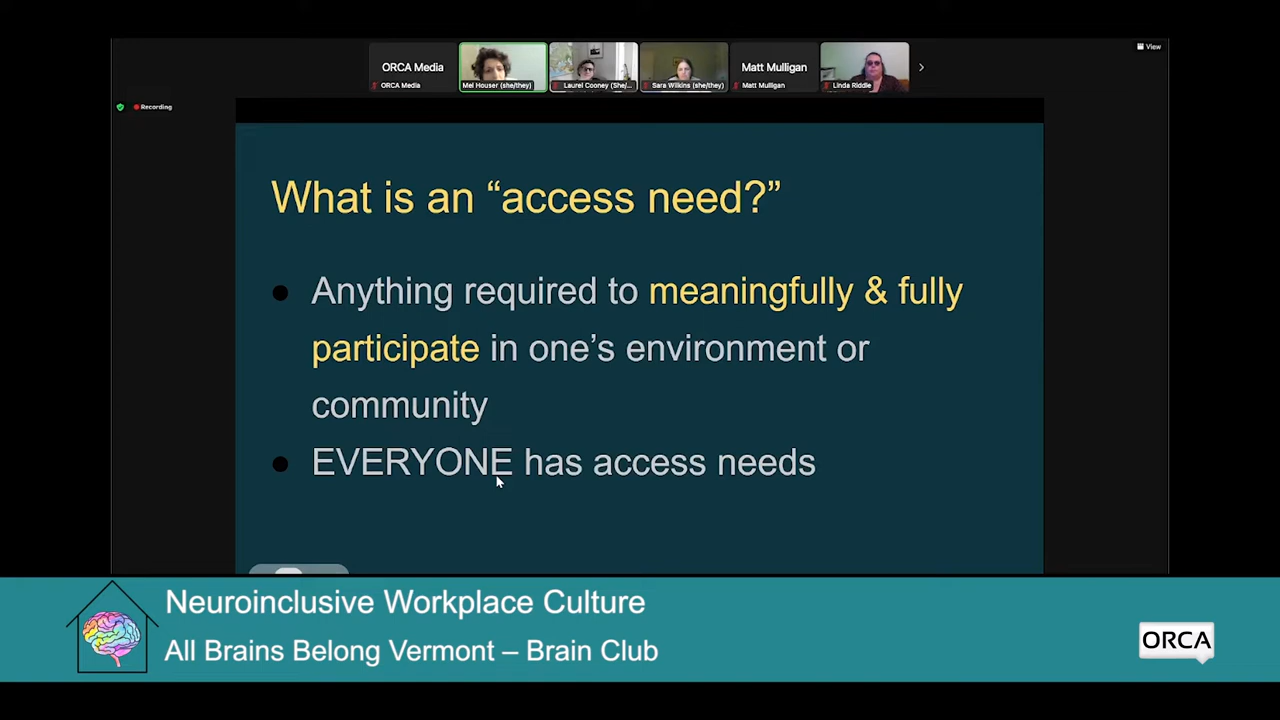 View
ORCA Media
ORCA Media
Mel Houser (she/they)
Laurel Cooney (She/...
Sara Wilkins (she/they)
Matt Mulligan
Matt Mulligan
Linda Riddle
Recording
What is an “access need?”
Anything required to meaningfully & fully
participate in one’s environment or
community
EVERYONE has access needs
Neuroinclusive Workplace Culture
All Brains Belong Vermont – Brain Club
ORCA